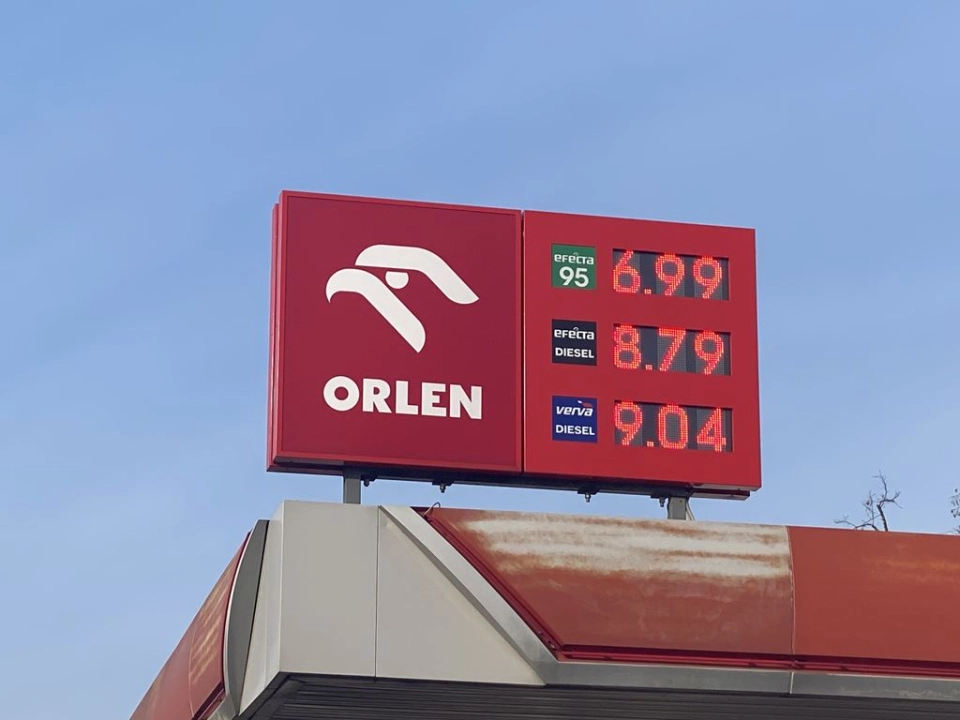 ORLEN
efecta
95
6.99
efecta
DIESEL
8.79
verva
DIESEL
9.04